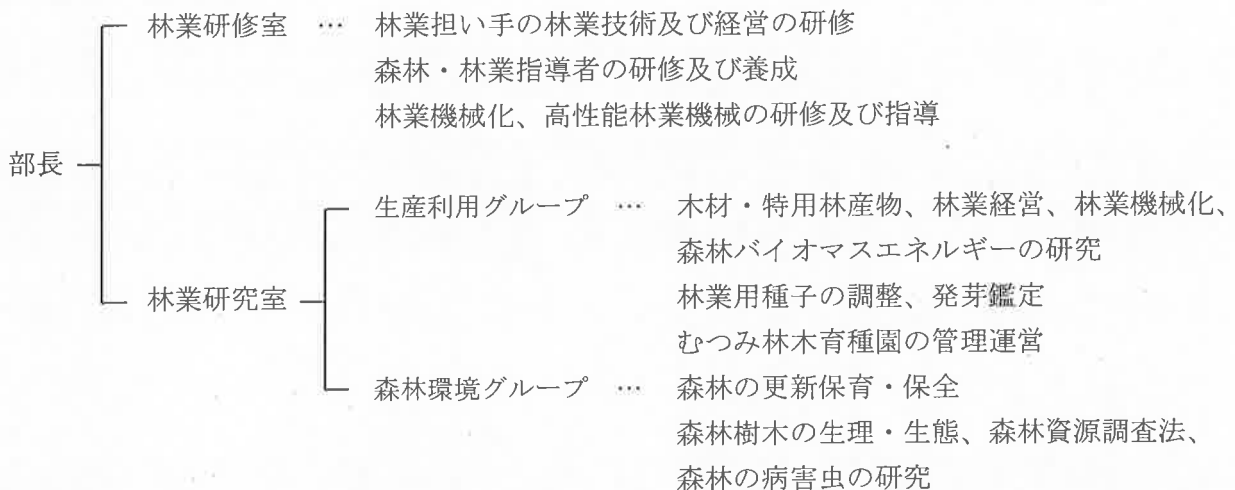 林業研修室 … 林業担い手の林業技術及び経営の研修
森林・林業指導者の研修及び養成
林業機械化、高性能林業機械の研修及び指導
部長
生産利用グループ … 木材・特用林産物、林業経営、林業機械化、
森林バイオマスエネルギーの研究
林業研究室
林業用種子の調整、発芽鑑定
むつみ林木育種園の管理運営
森林環境グループ … 森林の更新保育・保全
森林樹木の生理・生態、森林資源調査法、
森林の病害虫の研究